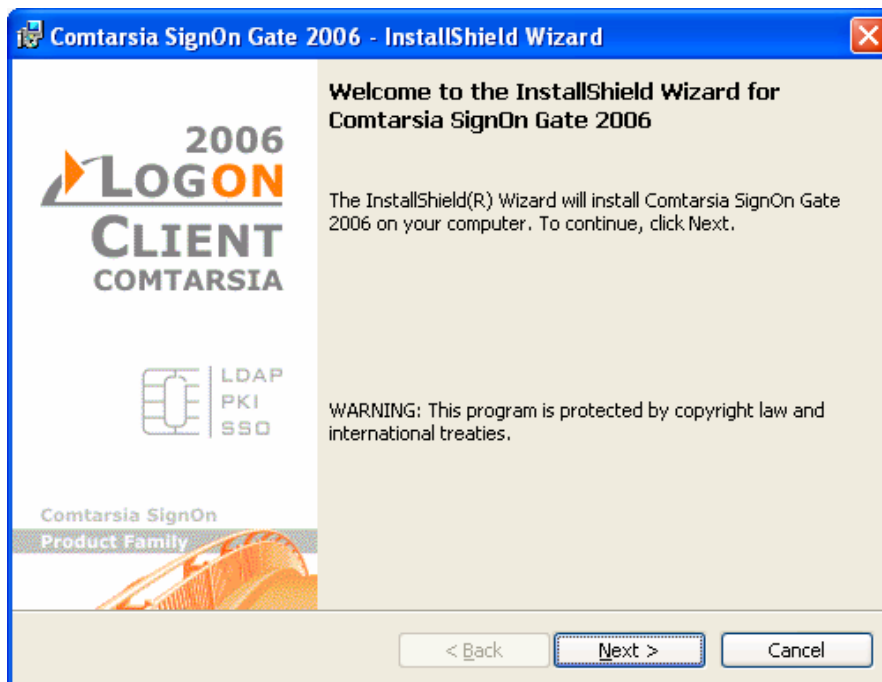 Comtarsia SignOn Gate 2006 - InstallShield Wizard
2006
LOGON
CLIENT
COMTARSIA
LDAP
PKI
SSO
Comtarsia SignOn
Product Family
Welcome to the InstallShield Wizard for
Comtarsia SignOn Gate 2006
The InstallShield(R) Wizard will install Comtarsia SignOn Gate
2006 on your computer. To continue, click Next.
WARNING: This program is protected by copyright law and
international treaties.
< Back
Next >
Cancel